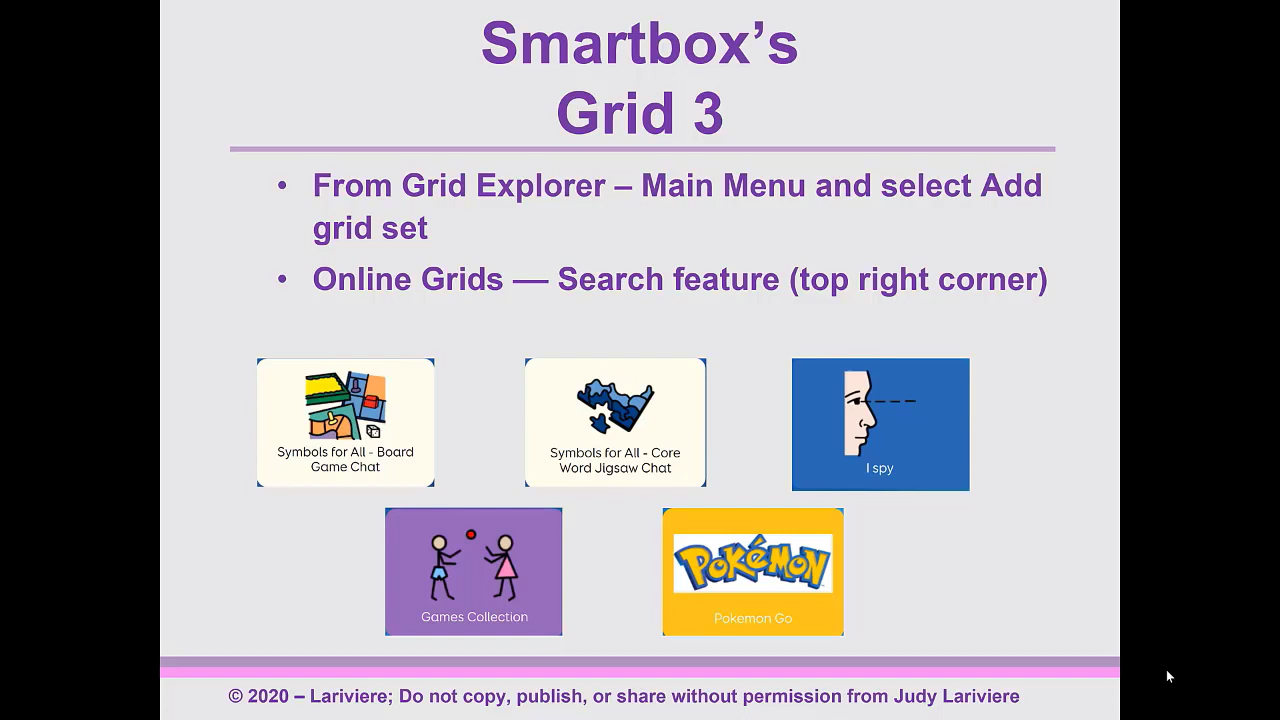 Smartbox’s
Grid 3
• From Grid Explorer – Main Menu and select Add
grid set
• Online Grids –– Search feature (top right corner)
Symbols for All - Board
Game Chat
Symbols for All - Core
Word Jigsaw Chat
I spy
Games Collection
POKéMON
Pokemon Go
© 2020 – Lariviere; Do not copy, publish, or share without permission from Judy Lariviere